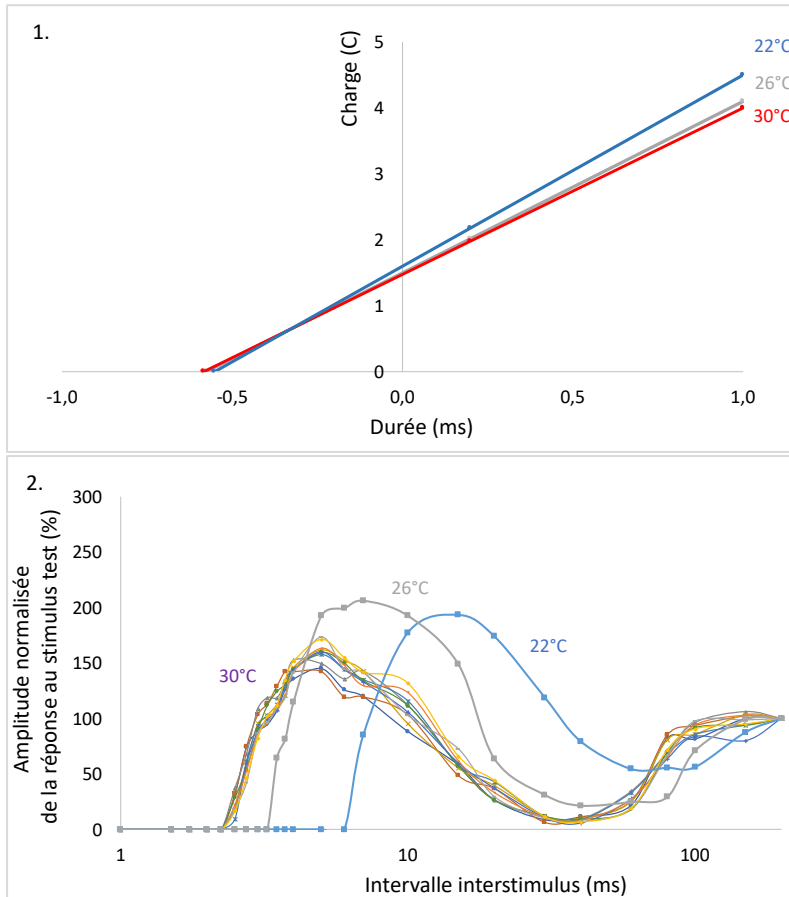 1.
Charge (C)
5
4
3
2
1
0
22°C
26°C
30°C
-1,0
-0,5
0,0
0,5
1,0
Durée (ms)
2.
Amplitude normalisée
de la réponse au stimulus test (%)
300
250
200
150
100
50
0
26°C
30°C
22°C
1
10
100
Intervalle interstimulus (ms)